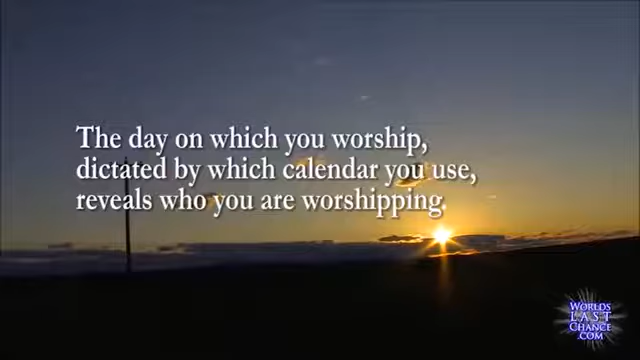 The day on which you worship,
dictated by which calendar you use,
reveals who you are worshipping.
WORLDS
LAST
CHANCE
.COM